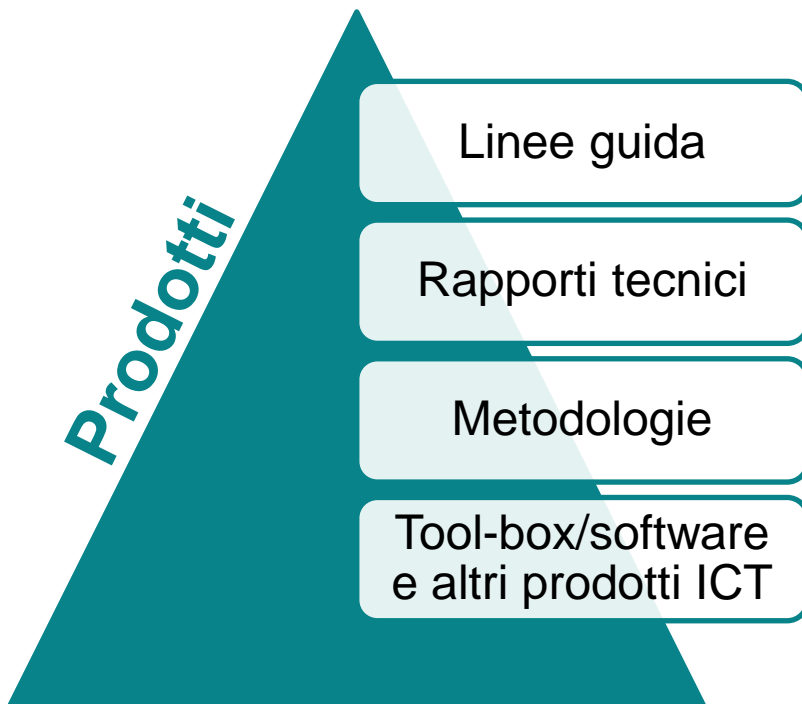 Prodotti
Linee guida
Rapporti tecnici
Metodologie
Tool-box/software
e altri prodotti ICT